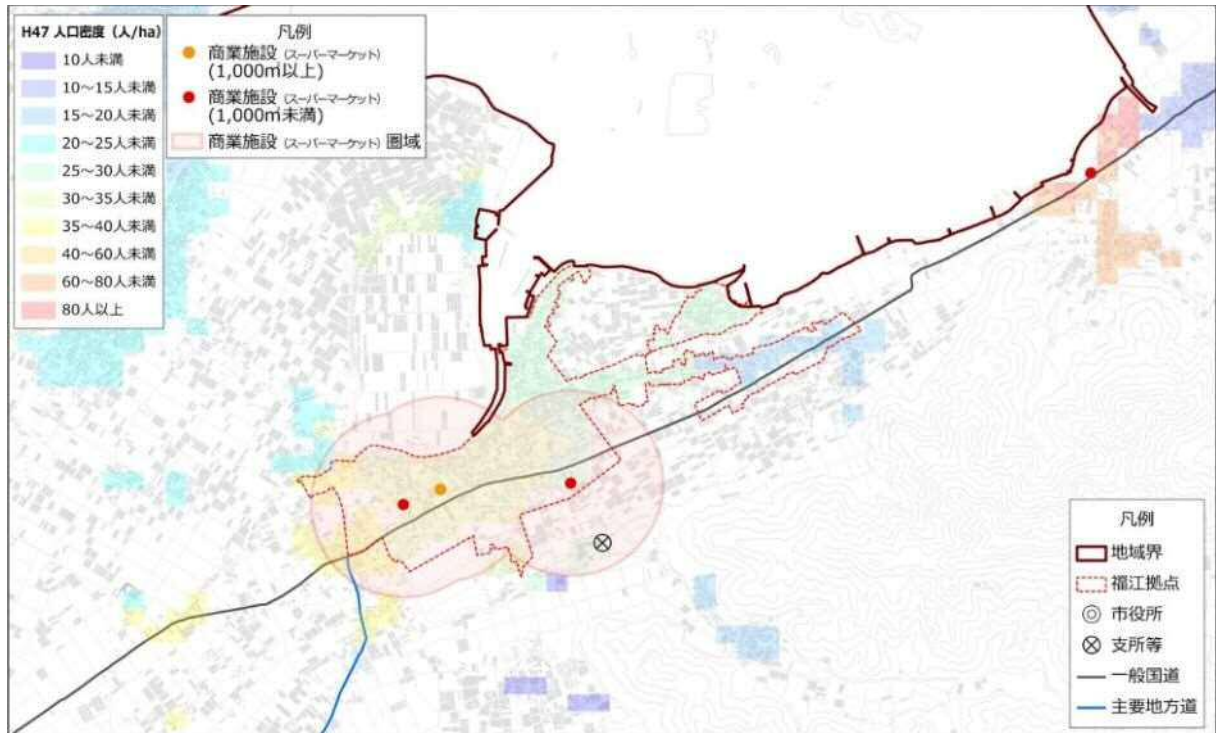 H47 人口密度（人/ha）
10人未満
10～15人未満
15～20人未満
20～25人未満
25～30人未満
30～35人未満
35～40人未満
40～60人未満
60～80人未満
80人以上
凡例
商業施設（スーパーマーケット）
(1,000㎡以上)
商業施設（スーパーマーケット）
(1,000㎡未満)
商業施設（スーパーマーケット）圏域
凡例
地域界
福江拠点
市役所
支所等
一般国道
主要地方道